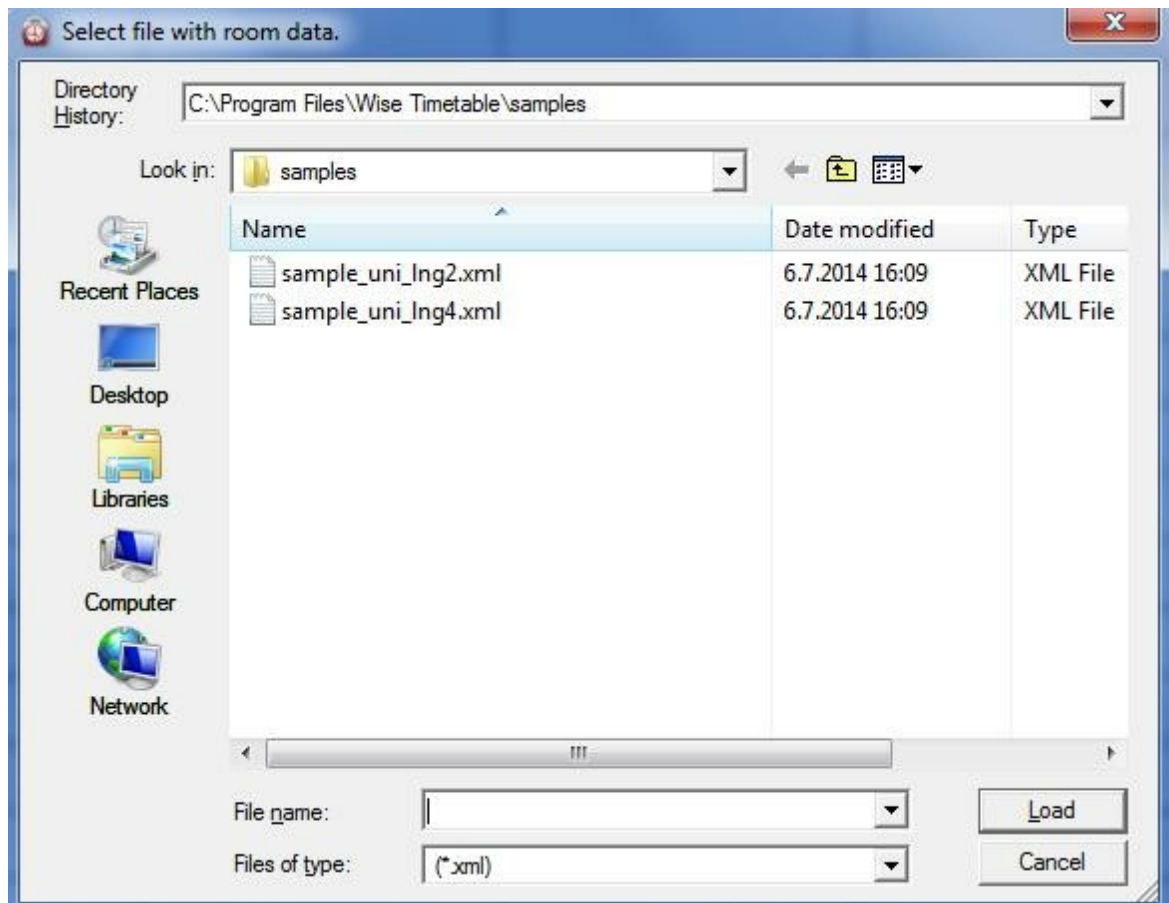 Select file with room data.
Directory
History:
C:\Program Files\Wise Timetable\samples
Look in:
samples
Name
Date modified
Type
sample_uni_lng2.xml
6.7.2014 16:09
XML File
sample_uni_lng4.xml
6.7.2014 16:09
XML File
Recent Places
Desktop
Libraries
Computer
Network
File name:
Load
Files of type:
(*.xml)
Cancel